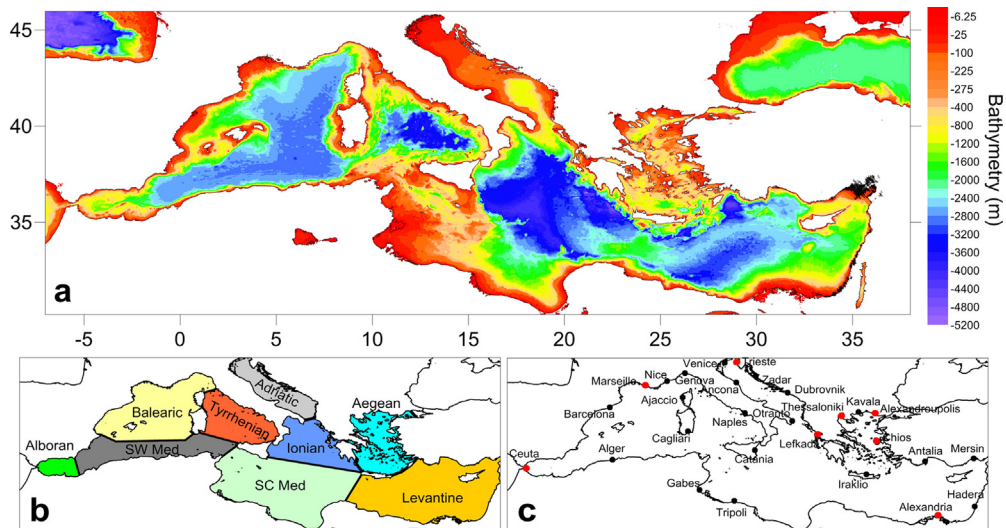 45
40
35
a
-5
0
5
10
15
20
25
30
35
-6.25
-100
-225
-275
-400
-800
-1200
-1600
-2000
-2400
-2800
-3200
-3600
-4000
-4400
-4800
-5200
Bathymetry (m)
Adriatic
Aegean
Balearic
Tyrrhenian
Alboran
SW Med
Ionian
SC Med
Levantine
b
Venice
Trieste
Nice
Marseille
Genova
Zadar
Ancona
Dubrovnik
Ajaccio
Barcelona
Otranto
Thessaloniki
Kavala
Alexandroupolis
Naples
Cagliari
Lefkada
Chios
Ceuta
Alger
Catania
Antalia
Mersin
Iraklio
Gabes
Hadera
Tripoli
Alexandria
c